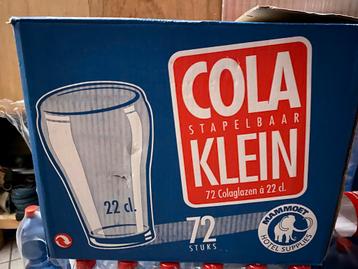 COLA
STAPELBAAR
KLEIN
72 Colaglazen à 22 cl.
22 cl.
72
STUKS
MAMMOET
HOTEL SUPPLIES